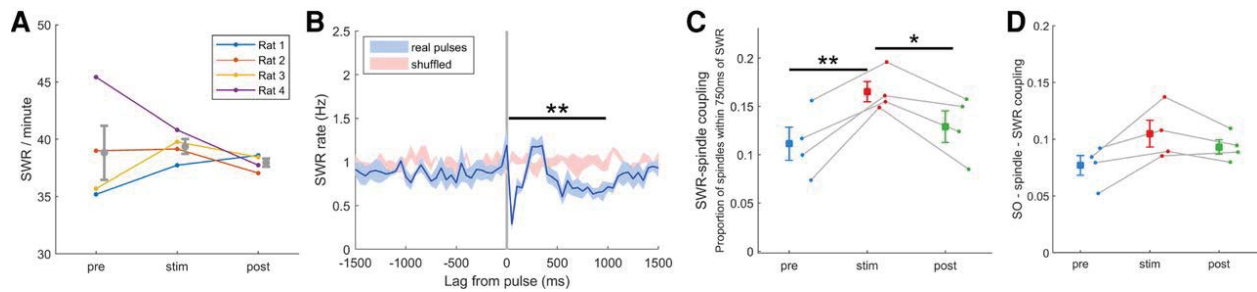 A
50
45
40
35
30
SWR / minute
pre
stim
post
Rat 1
Rat 2
Rat 3
Rat 4
B
2.5
2
1.5
1
0.5
0
SWR rate (Hz)
real pulses
shuffled
**
-1500
-1000
-500
0
500
1000
1500
Lag from pulse (ms)
C
0.2
0.15
0.1
0.05
0
SWR-spindle coupling
Proportion of spindles within 750ms of SWR
**
*
pre
stim
post
D
0.2
0.15
0.1
0.05
0
SO - spindle - SWR coupling
pre
stim
post